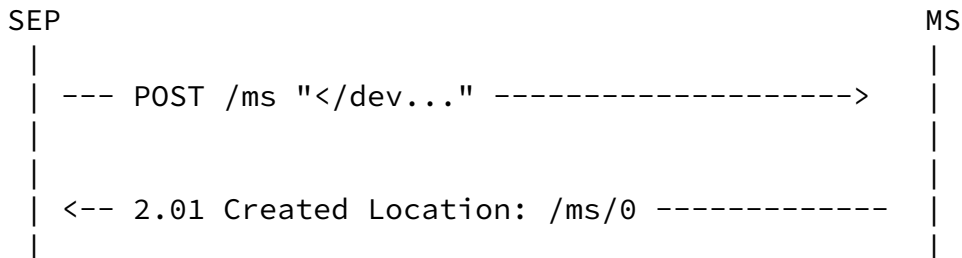 SEP MS
| |
| --- POST /ms "</dev..." --------------------> |
| |
| |
| <-- 2.01 Created Location: /ms/0 ------------- |
| |